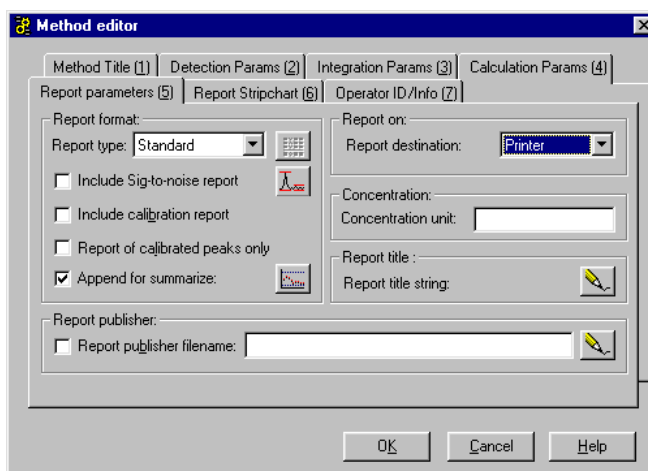 Method editor
Method Title (1) Detection Params (2) Integration Params (3) Calculation Params (4)
Report parameters (5) Report Stripchart (6) Operator ID/Info (7)
Report format:
Report type: Standard
Include Sig-to-noise report
Include calibration report
Report of calibrated peaks only
Append for summarize:
Report on:
Report destination: Printer
Concentration:
Concentration unit:
Report title :
Report title string:
Report publisher:
Report publisher filename:
OK Cancel Help